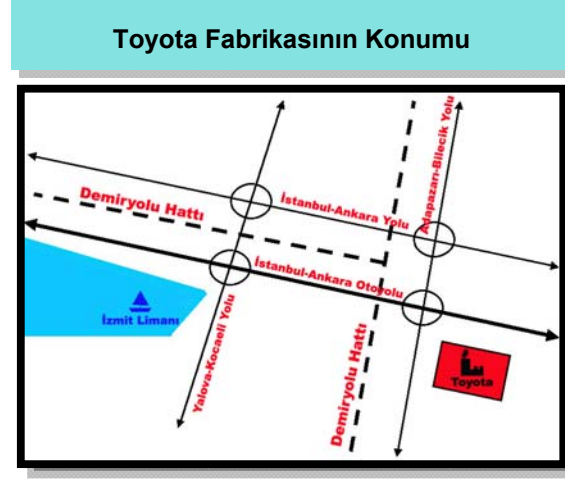 Toyota Fabrikasının Konumu
Adapazarı-Bilecik Yolu
Demiryolu Hattı
İstanbul-Ankara Yolu
İstanbul-Ankara Otoyolu
İzmit Limanı
Yalova-Kocaeli Yolu
Demiryolu Hattı
Toyota